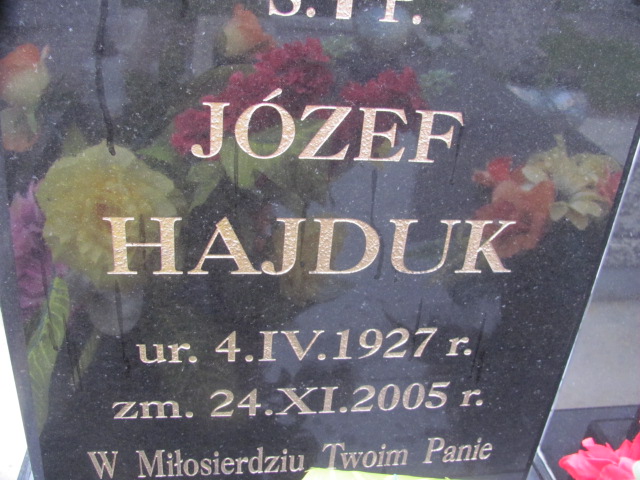 Ś.†P.
JÓZEF
HAJDUK
ur. 4.IV.1927 r.
zm. 24.XI.2005 r.
W Miłosierdziu Twoim Panie